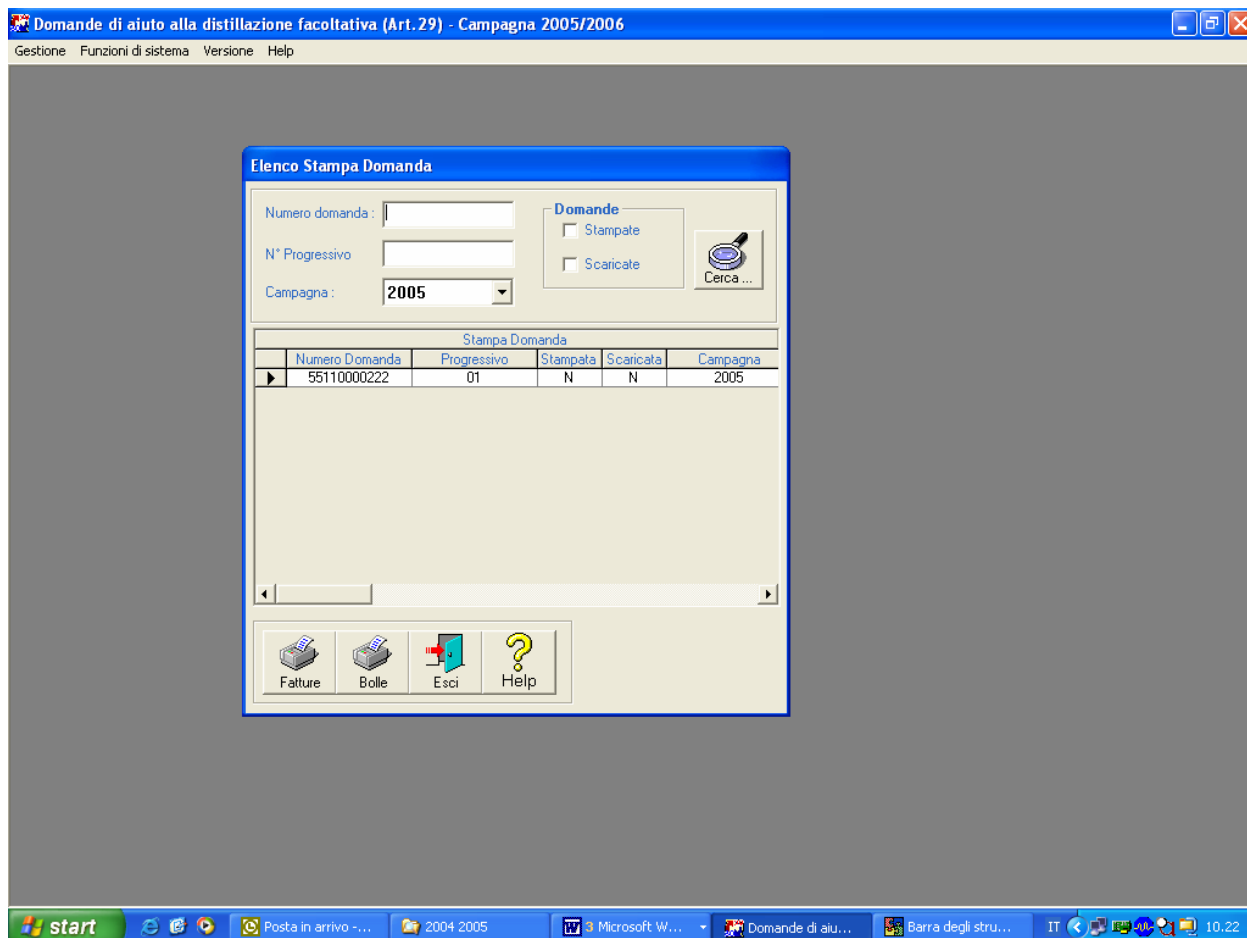 Domande di aiuto alla distillazione facoltativa (Art.29) - Campagna 2005/2006
Gestione Funzioni di sistema Versione Help
Elenco Stampa Domanda
Numero domanda :
N° Progressivo
Campagna : 2005
Domande
Stampate
Scaricate
Cerca ...
Stampa Domanda
Numero Domanda Progressivo Stampata Scaricata Campagna
55110000222 01 N N 2005
Fatture Bolle Esci Help
start Posta in arrivo -... 2004 2005 3 Microsoft W... Domande di aiu... Barra degli stru... IT 10.22